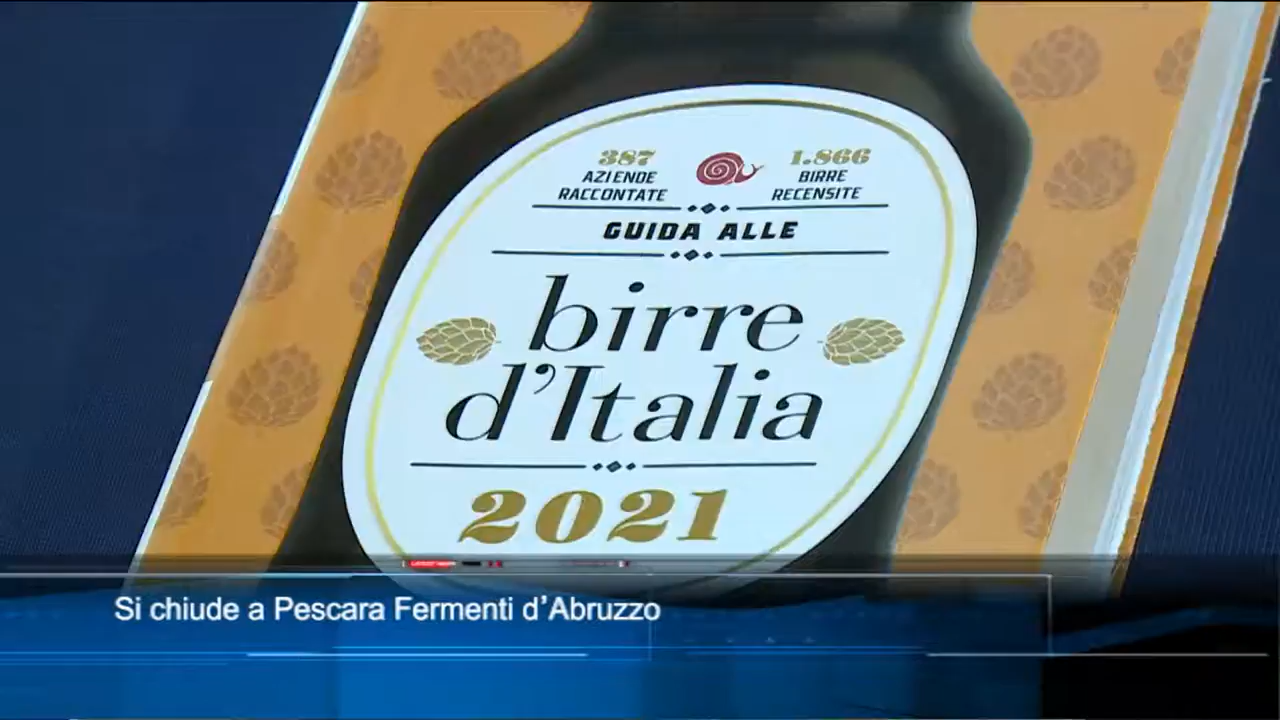 387
AZIENDE
RACCONTATE
1.866
BIRRE
RECENSITE
GUIDA ALLE
birre
d'Italia
2021
Si chiude a Pescara Fermenti d'Abruzzo